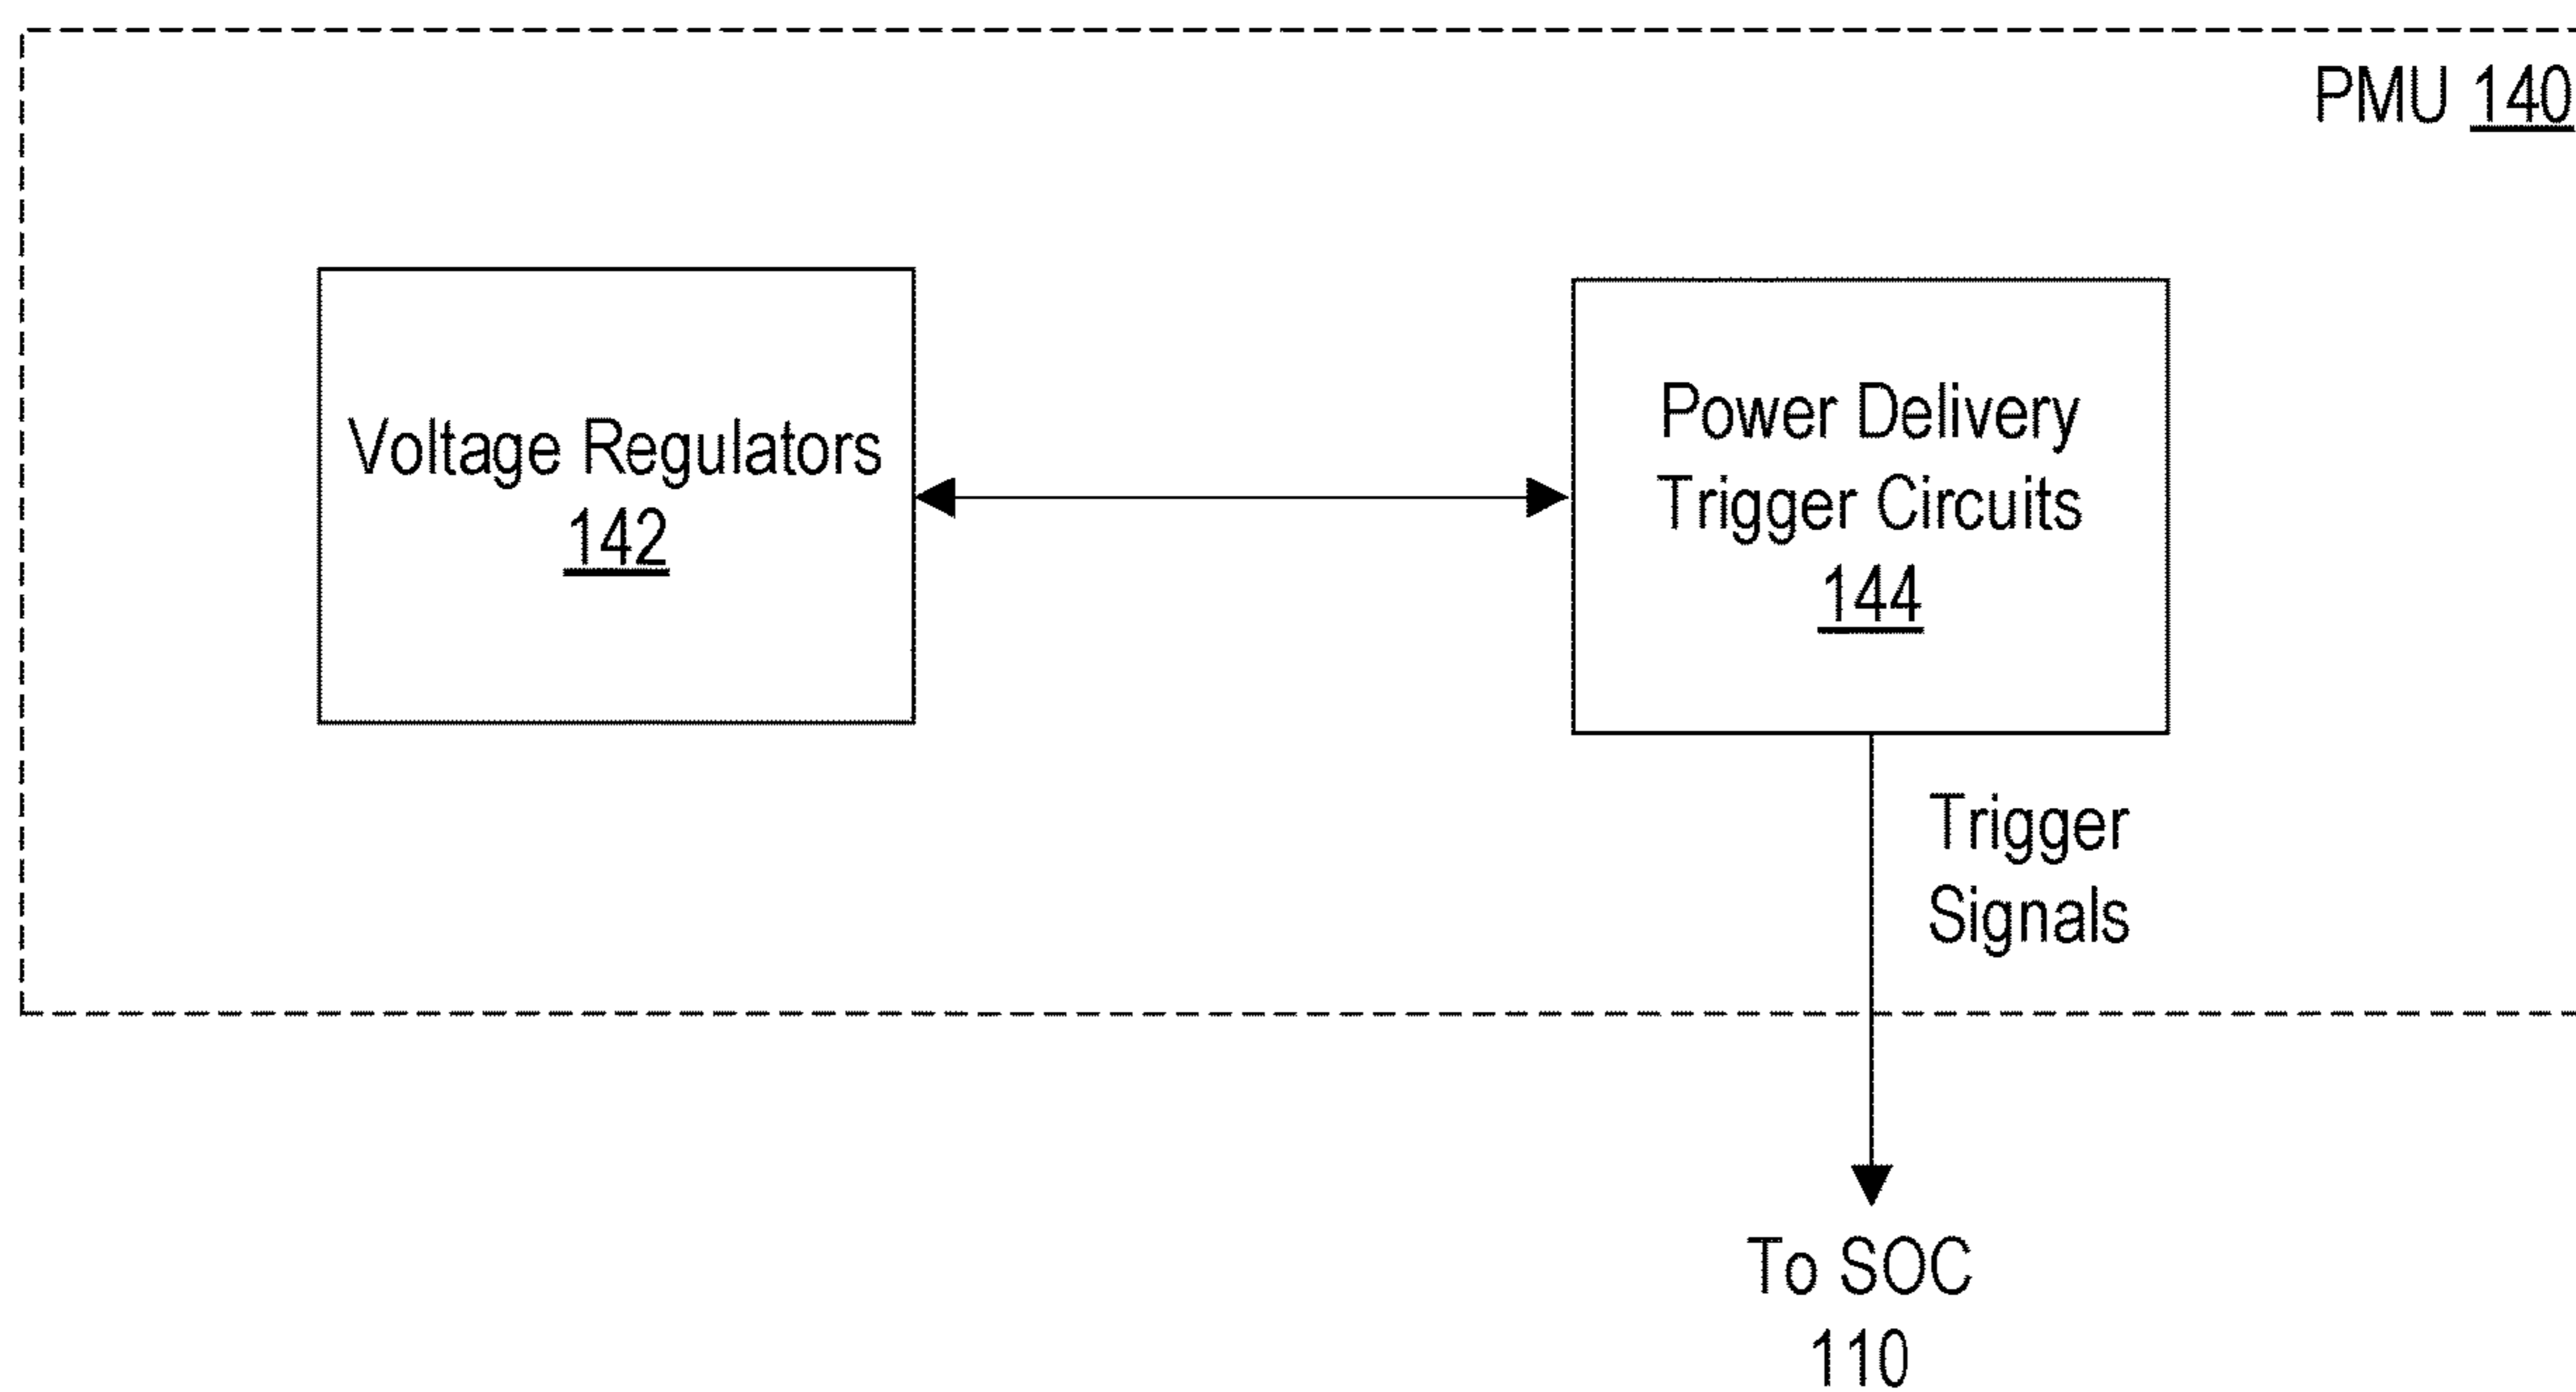 PMU 140
Voltage Regulators
142
Power Delivery
Trigger Circuits
144
Trigger
Signals
To SOC
110